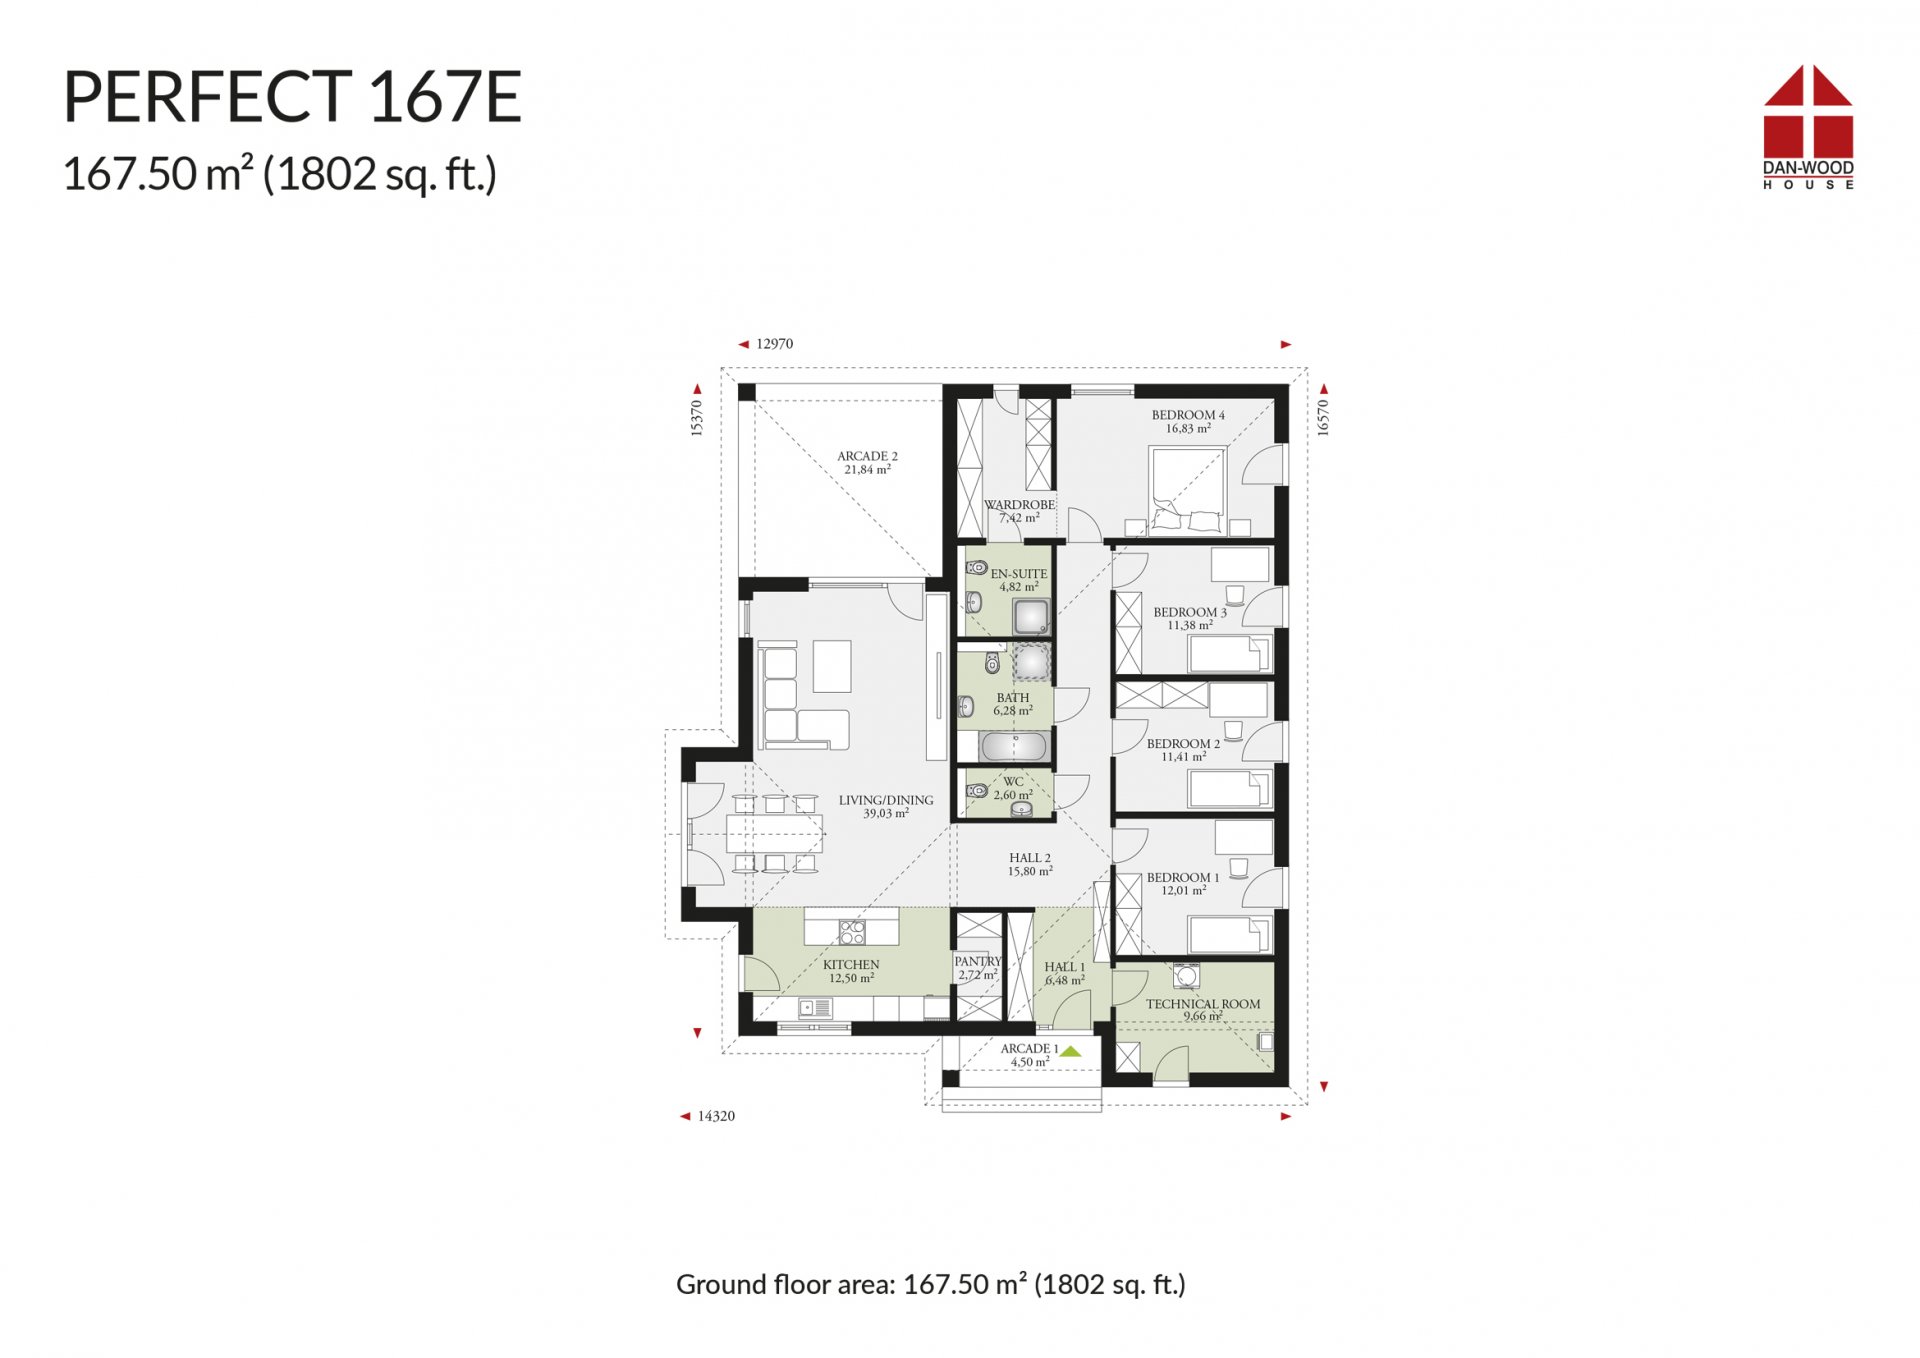 PERFECT 167E
167.50 m² (1802 sq. ft.)
DAN-WOOD
HOUSE
12970
15370
16570
BEDROOM 4
16,83 m²
ARCADE 2
21,84 m²
WARDROBE
7,42 m²
EN-SUITE
4,82 m²
BEDROOM 3
11,38 m²
BATH
6,28 m²
BEDROOM 2
11,41 m²
WC
2,60 m²
LIVING/DINING
39,03 m²
HALL 2
15,80 m²
BEDROOM 1
12,01 m²
KITCHEN
12,50 m²
PANTRY
2,72 m²
HALL 1
6,48 m²
TECHNICAL ROOM
9,66 m²
ARCADE 1
4,50 m²
14320
Ground floor area: 167.50 m² (1802 sq. ft.)